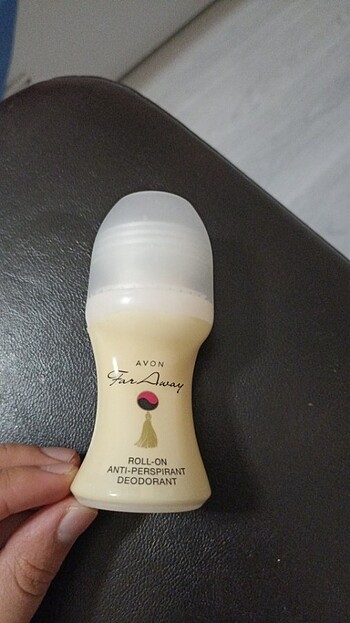 AVON
Far Away
ROLL-ON
ANTI-PERSPIRANT
DEODORANT